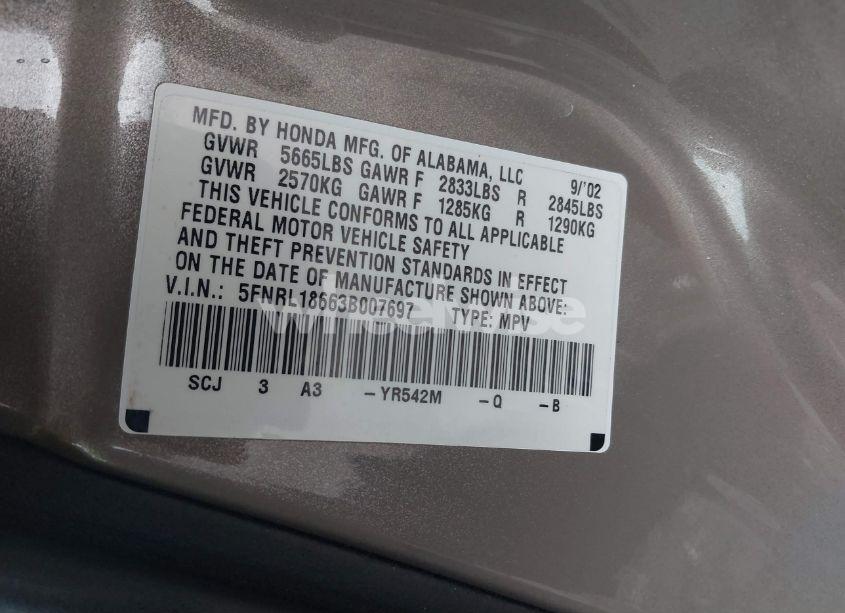 MFD. BY HONDA MFG. OF ALABAMA, LLC 9/'02
GVWR 5665LBS GAWR F 2833LBS R 2845LBS
GVWR 2570KG GAWR F 1285KG R 1290KG
THIS VEHICLE CONFORMS TO ALL APPLICABLE
FEDERAL MOTOR VEHICLE SAFETY
AND THEFT PREVENTION STANDARDS IN EFFECT
ON THE DATE OF MANUFACTURE SHOWN ABOVE:
V.I.N.: 5FNRL18663B007697 TYPE: MPV
wheelwise
SCJ 3 A3 -YR542M -Q -B